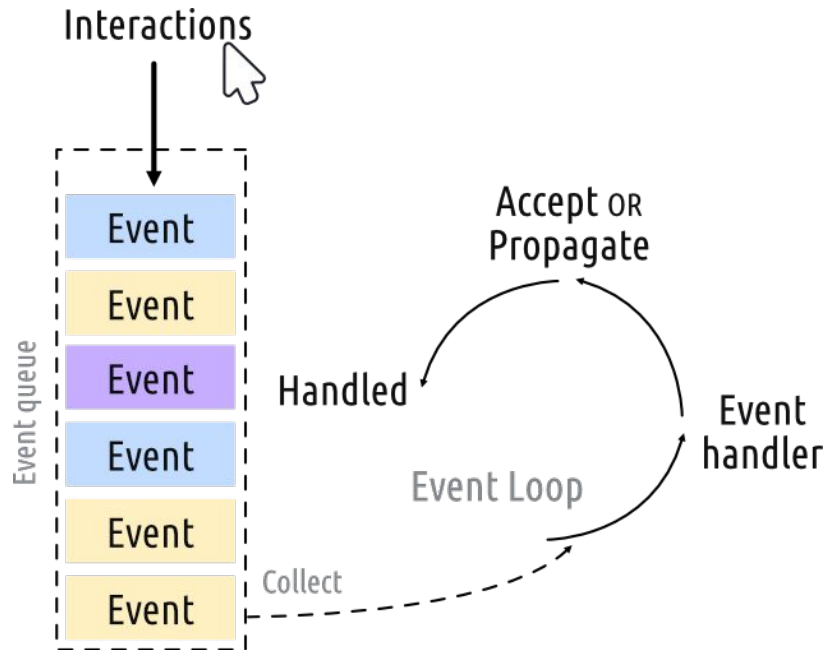 Interactions
Event
Event
Event
Event
Event
Event
Event queue
Collect
Event Loop
Event
handler
Accept OR
Propagate
Handled